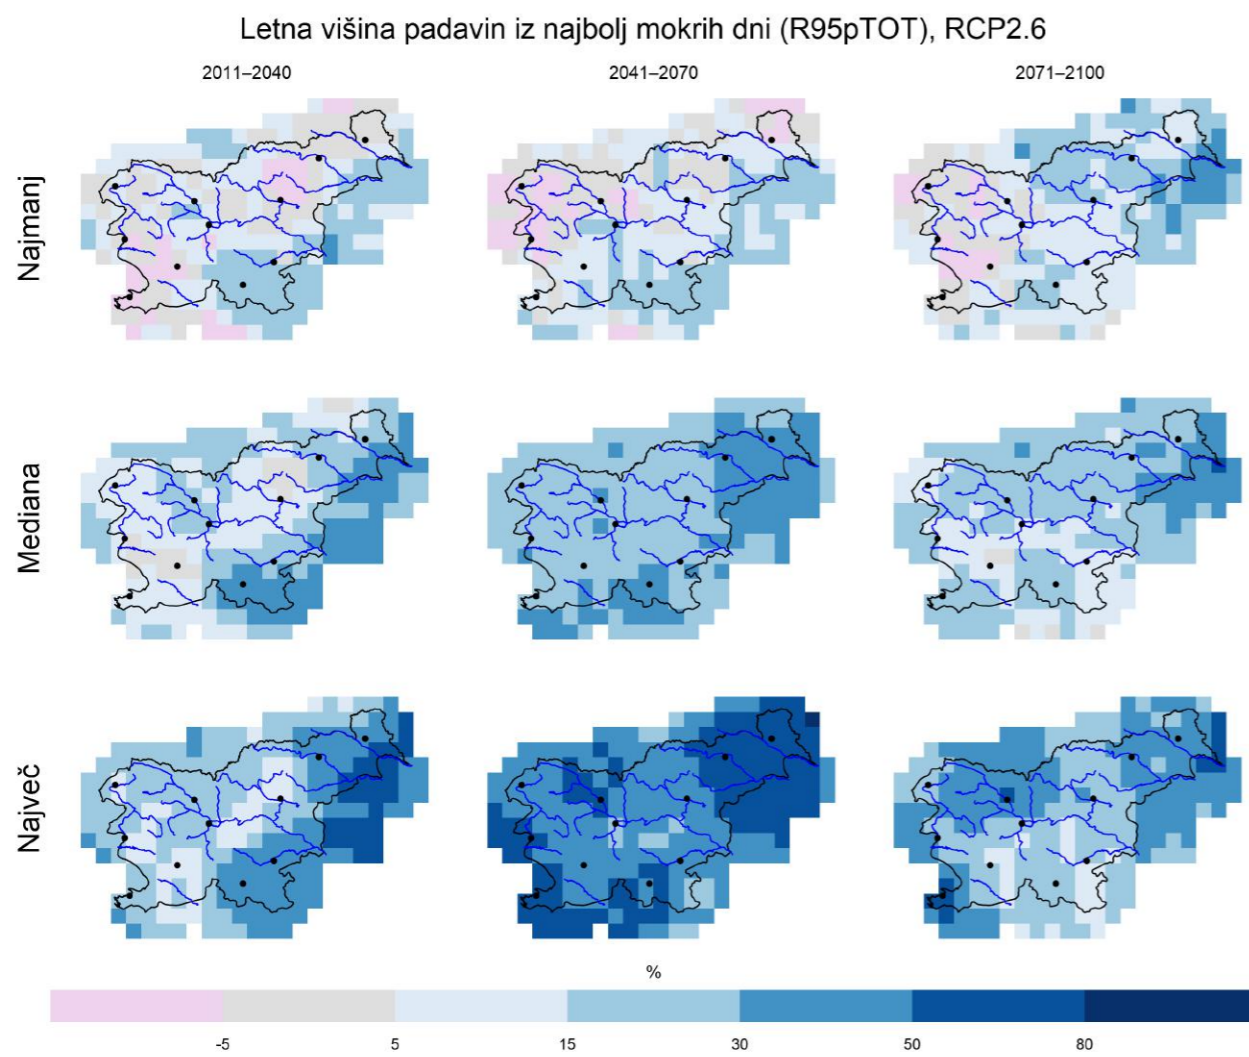 Letna višina padavin iz najbolj mokrih dni (R95pTOT), RCP2.6
2011–2040 2041–2070 2071–2100
Najmanj
Mediana
Največ
%
-5 5 15 30 50 80